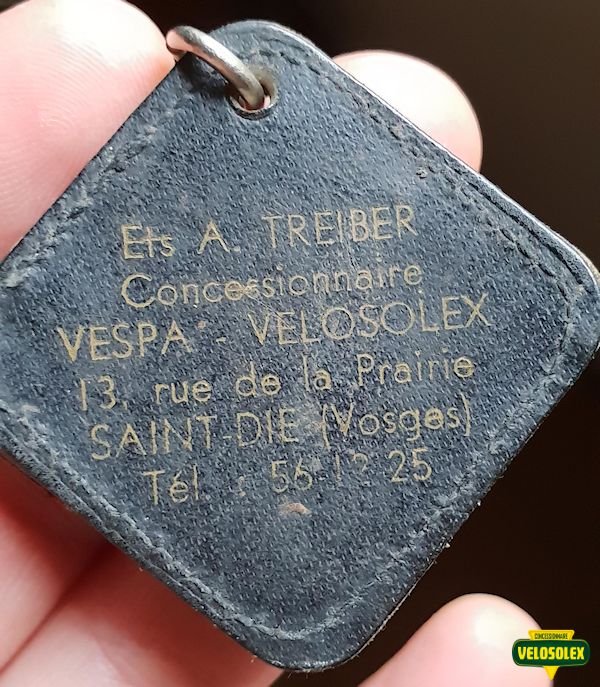 Ets A. TREIBER
Concessionnaire
VESPA - VELOSOLEX
13, rue de la Prairie
SAINT-DIE (Vosges)
Tél. : 56 12 25
CONCESSIONNAIRE
VELOSOLEX